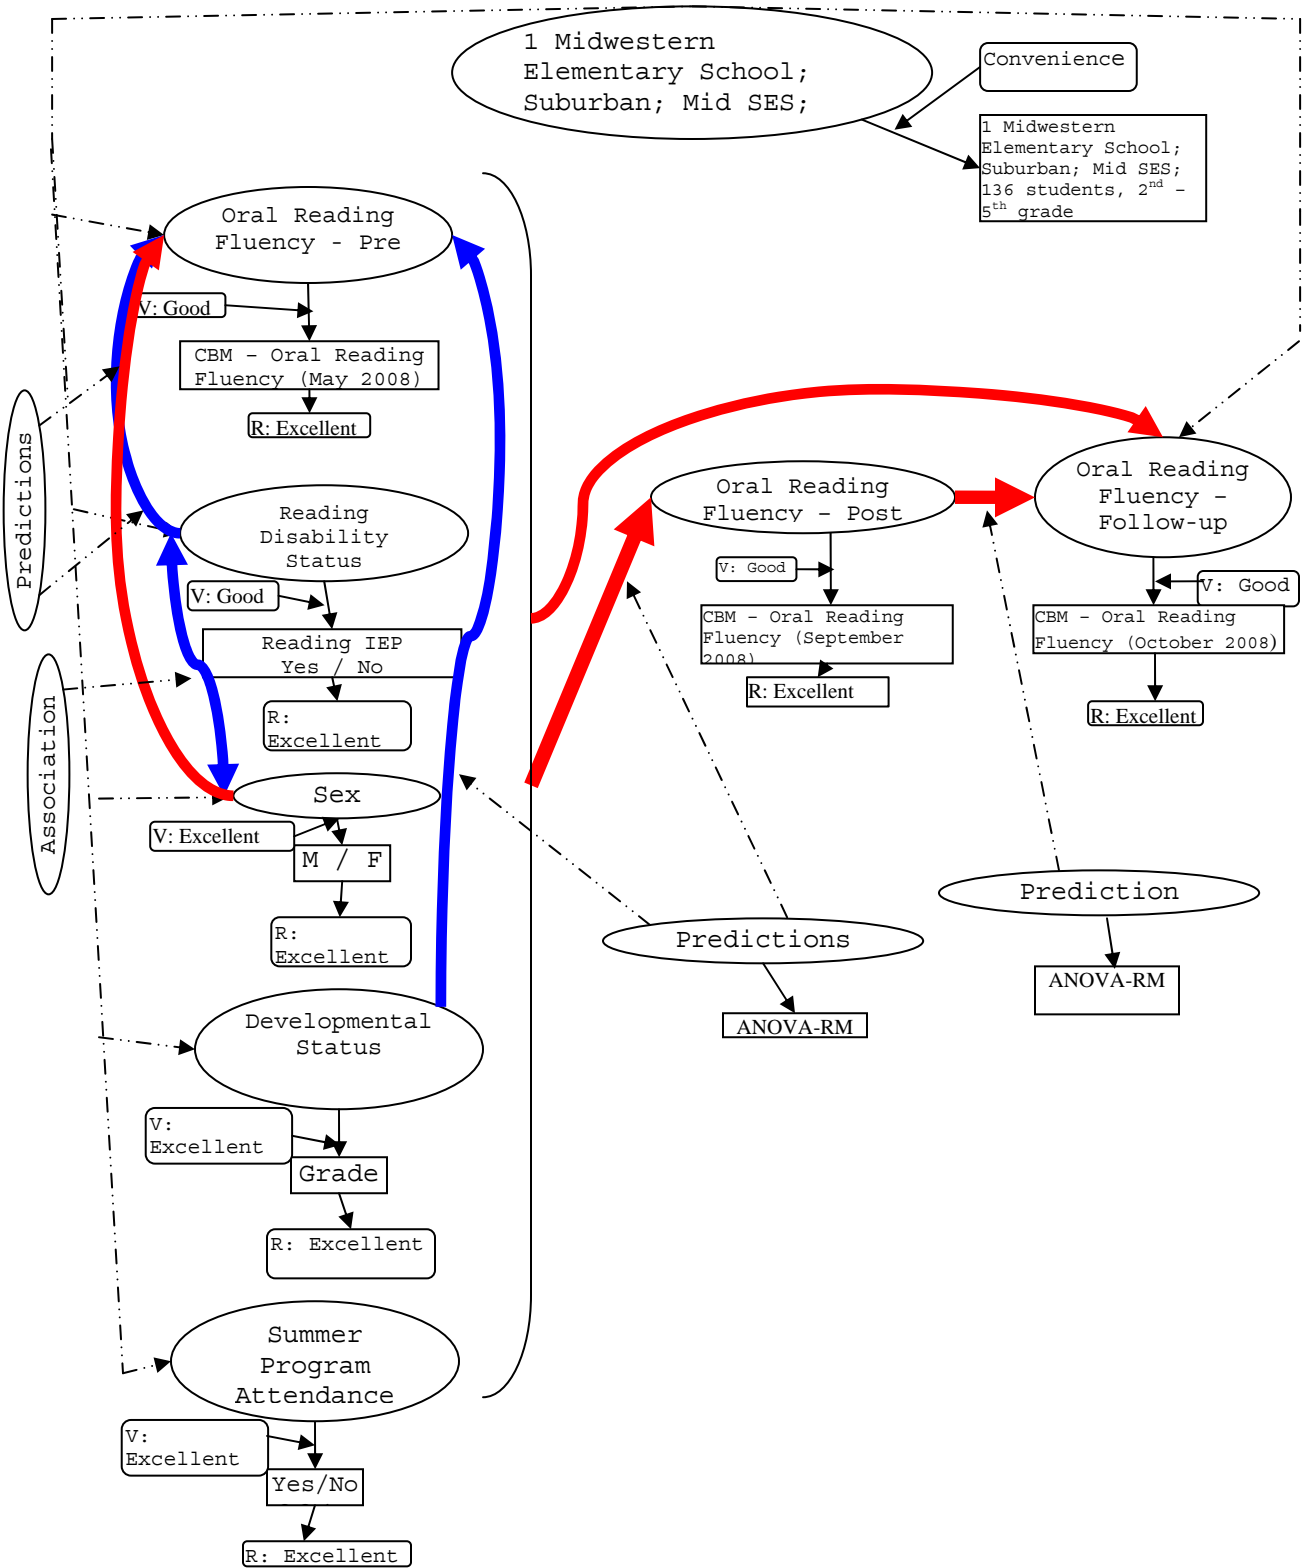 1 Midwestern
Elementary School;
Suburban; Mid SES;
Convenience
1 Midwestern
Elementary School;
Suburban; Mid SES;
136 students, 2nd –
5th grade
Oral Reading
Fluency - Pre
V: Good
CBM – Oral Reading
Fluency (May 2008)
R: Excellent
Predictions
Reading
Disability
Status
V: Good
Reading IEP
Yes / No
R:
Excellent
Association
Sex
V: Excellent
M / F
R:
Excellent
Developmental
Status
V:
Excellent
Grade
R: Excellent
Summer
Program
Attendance
V:
Excellent
Yes/No
R: Excellent
Oral Reading
Fluency – Post
V: Good
CBM – Oral Reading
Fluency (September
2008)
R: Excellent
Oral Reading
Fluency –
Follow-up
V: Good
CBM – Oral Reading
Fluency (October 2008)
R: Excellent
Predictions
ANOVA-RM
Prediction
ANOVA-RM